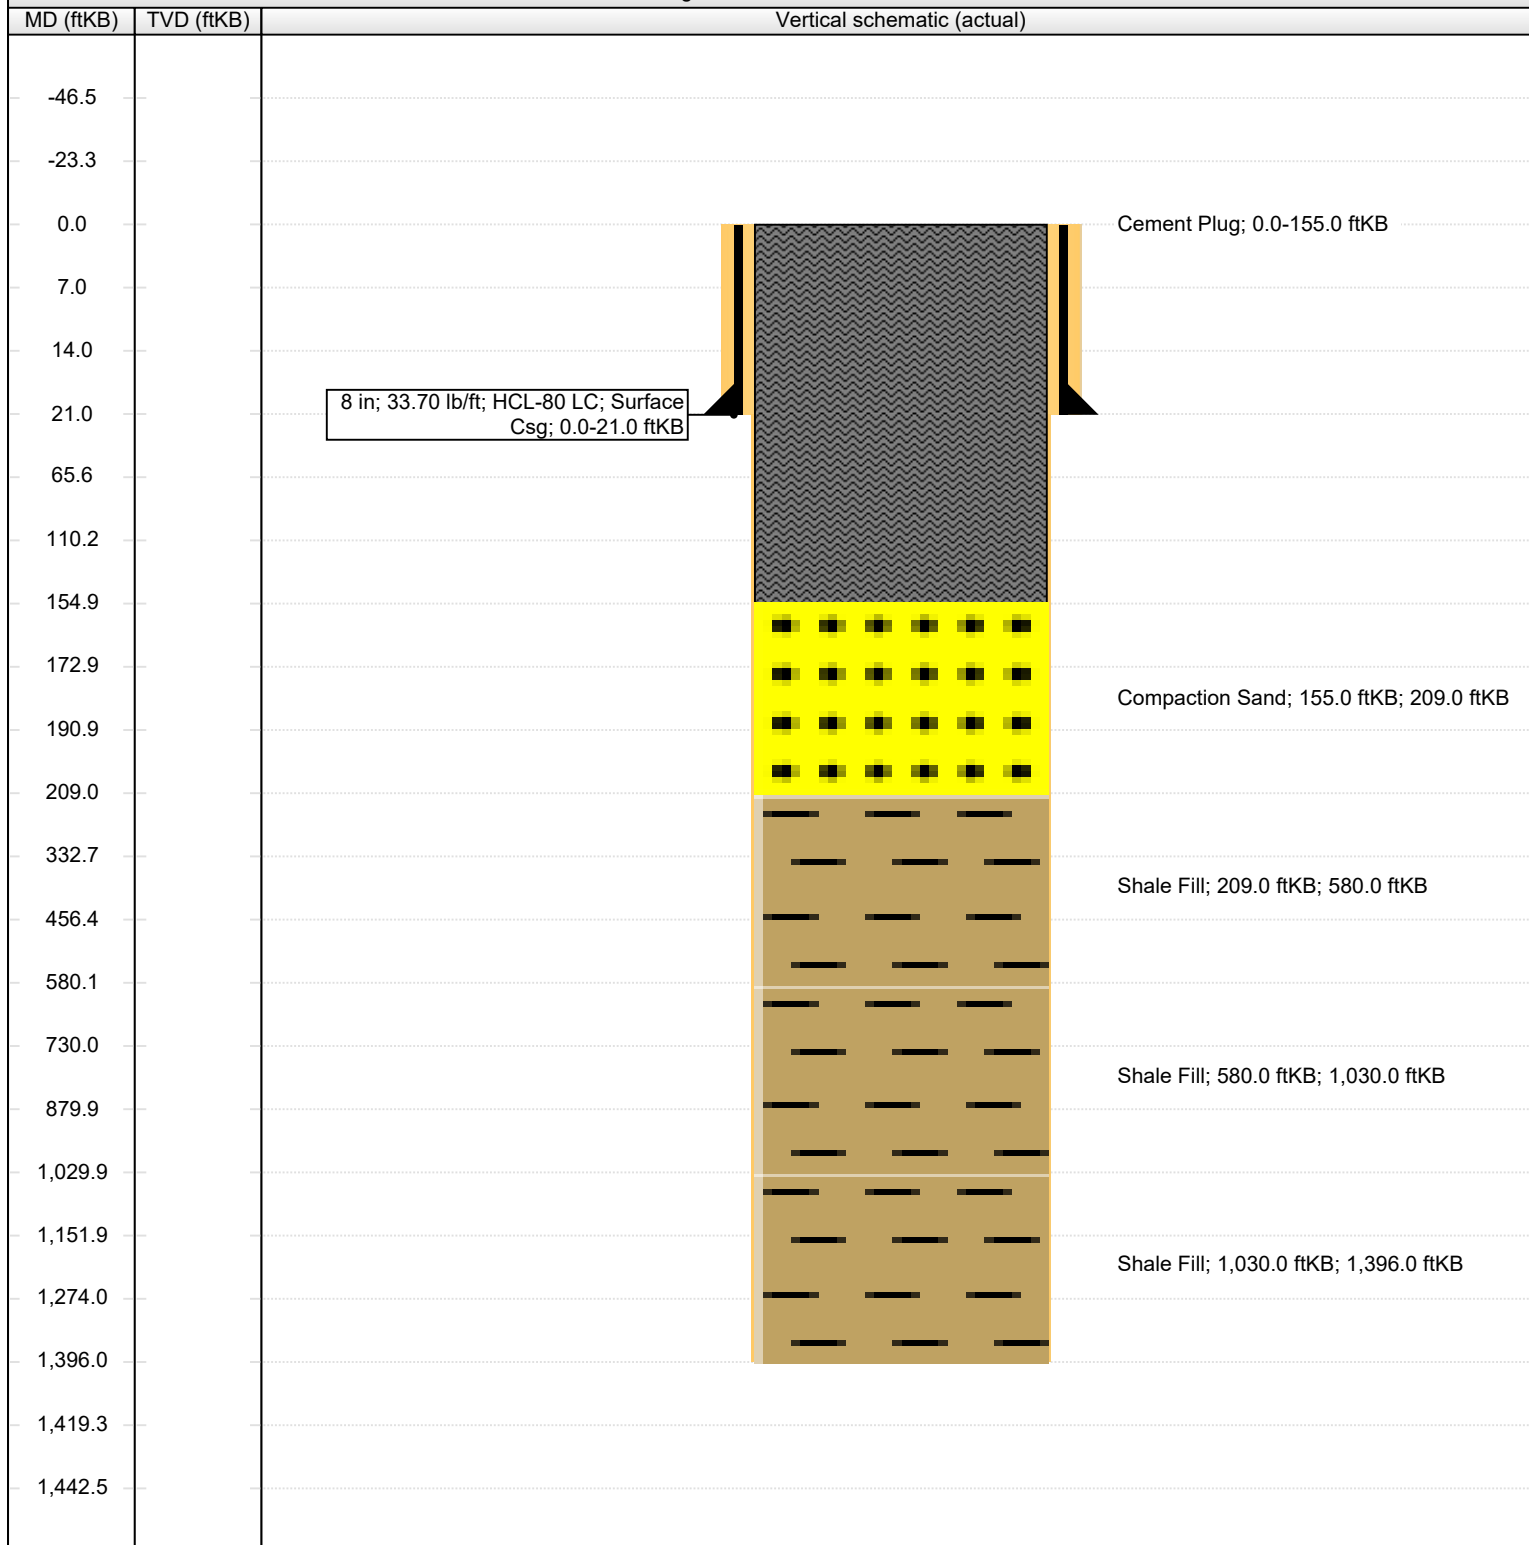 MD (ftKB) TVD (ftKB) Vertical schematic (actual)
-46.5
-23.3
0.0 Cement Plug; 0.0-155.0 ftKB
7.0
14.0
8 in; 33.70 lb/ft; HCL-80 LC; Surface
21.0
Csg; 0.0-21.0 ftKB
65.6
110.2
154.9
172.9
Compaction Sand; 155.0 ftKB; 209.0 ftKB
190.9
209.0
332.7
Shale Fill; 209.0 ftKB; 580.0 ftKB
456.4
580.1
730.0
Shale Fill; 580.0 ftKB; 1,030.0 ftKB
879.9
1,029.9
1,151.9
Shale Fill; 1,030.0 ftKB; 1,396.0 ftKB
1,274.0
1,396.0
1,419.3
1,442.5